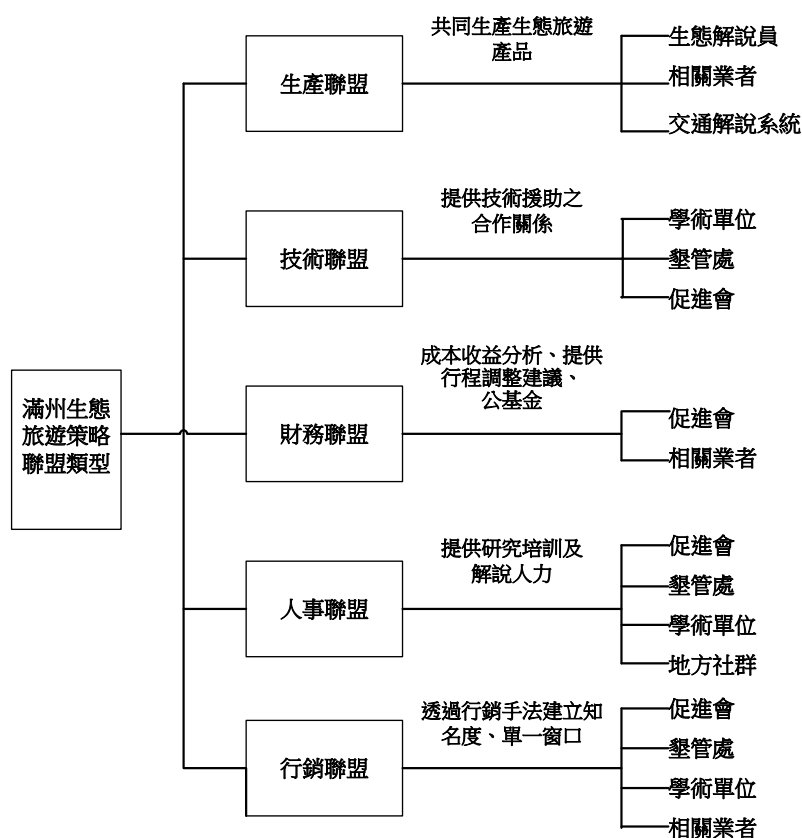 滿州生態
旅遊策略
聯盟類型
生產聯盟
共同生產生態旅遊
產品
生態解說員
相關業者
交通解說系統
技術聯盟
提供技術援助之
合作關係
學術單位
墾管處
促進會
財務聯盟
成本收益分析、提供
行程調整建議、
公基金
促進會
相關業者
人事聯盟
提供研究培訓及
解說人力
促進會
墾管處
學術單位
地方社群
行銷聯盟
透過行銷手法建立知
名度、單一窗口
促進會
墾管處
學術單位
相關業者